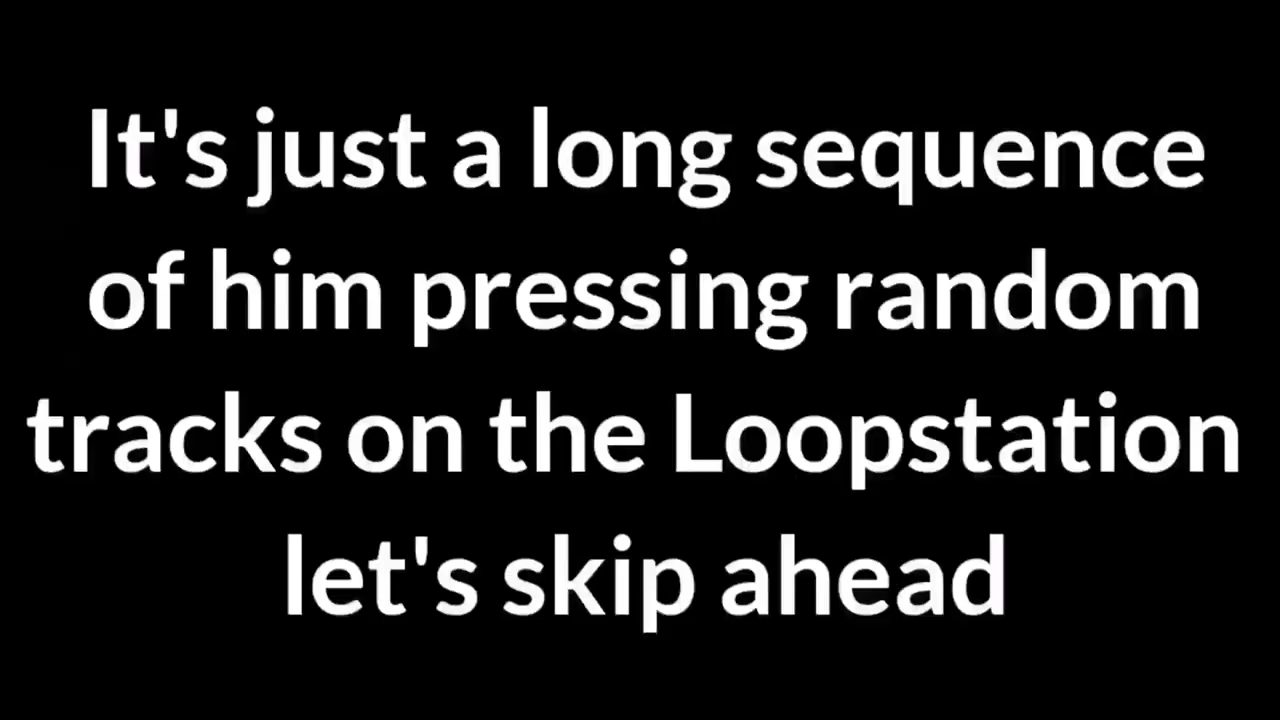 It's just a long sequence
of him pressing random
tracks on the Loopstation
let's skip ahead